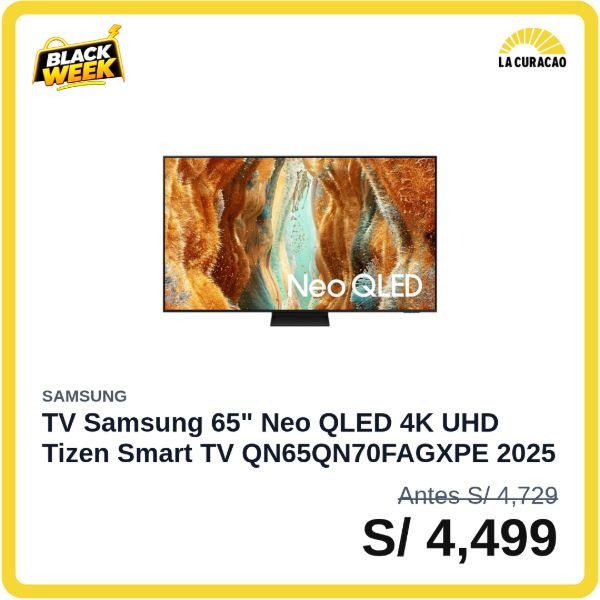 BLACK
WEEK
LA CURACAO
Neo QLED
SAMSUNG
TV Samsung 65" Neo QLED 4K UHD
Tizen Smart TV QN65QN70FAGXPE 2025
Antes S/ 4,729
S/ 4,499